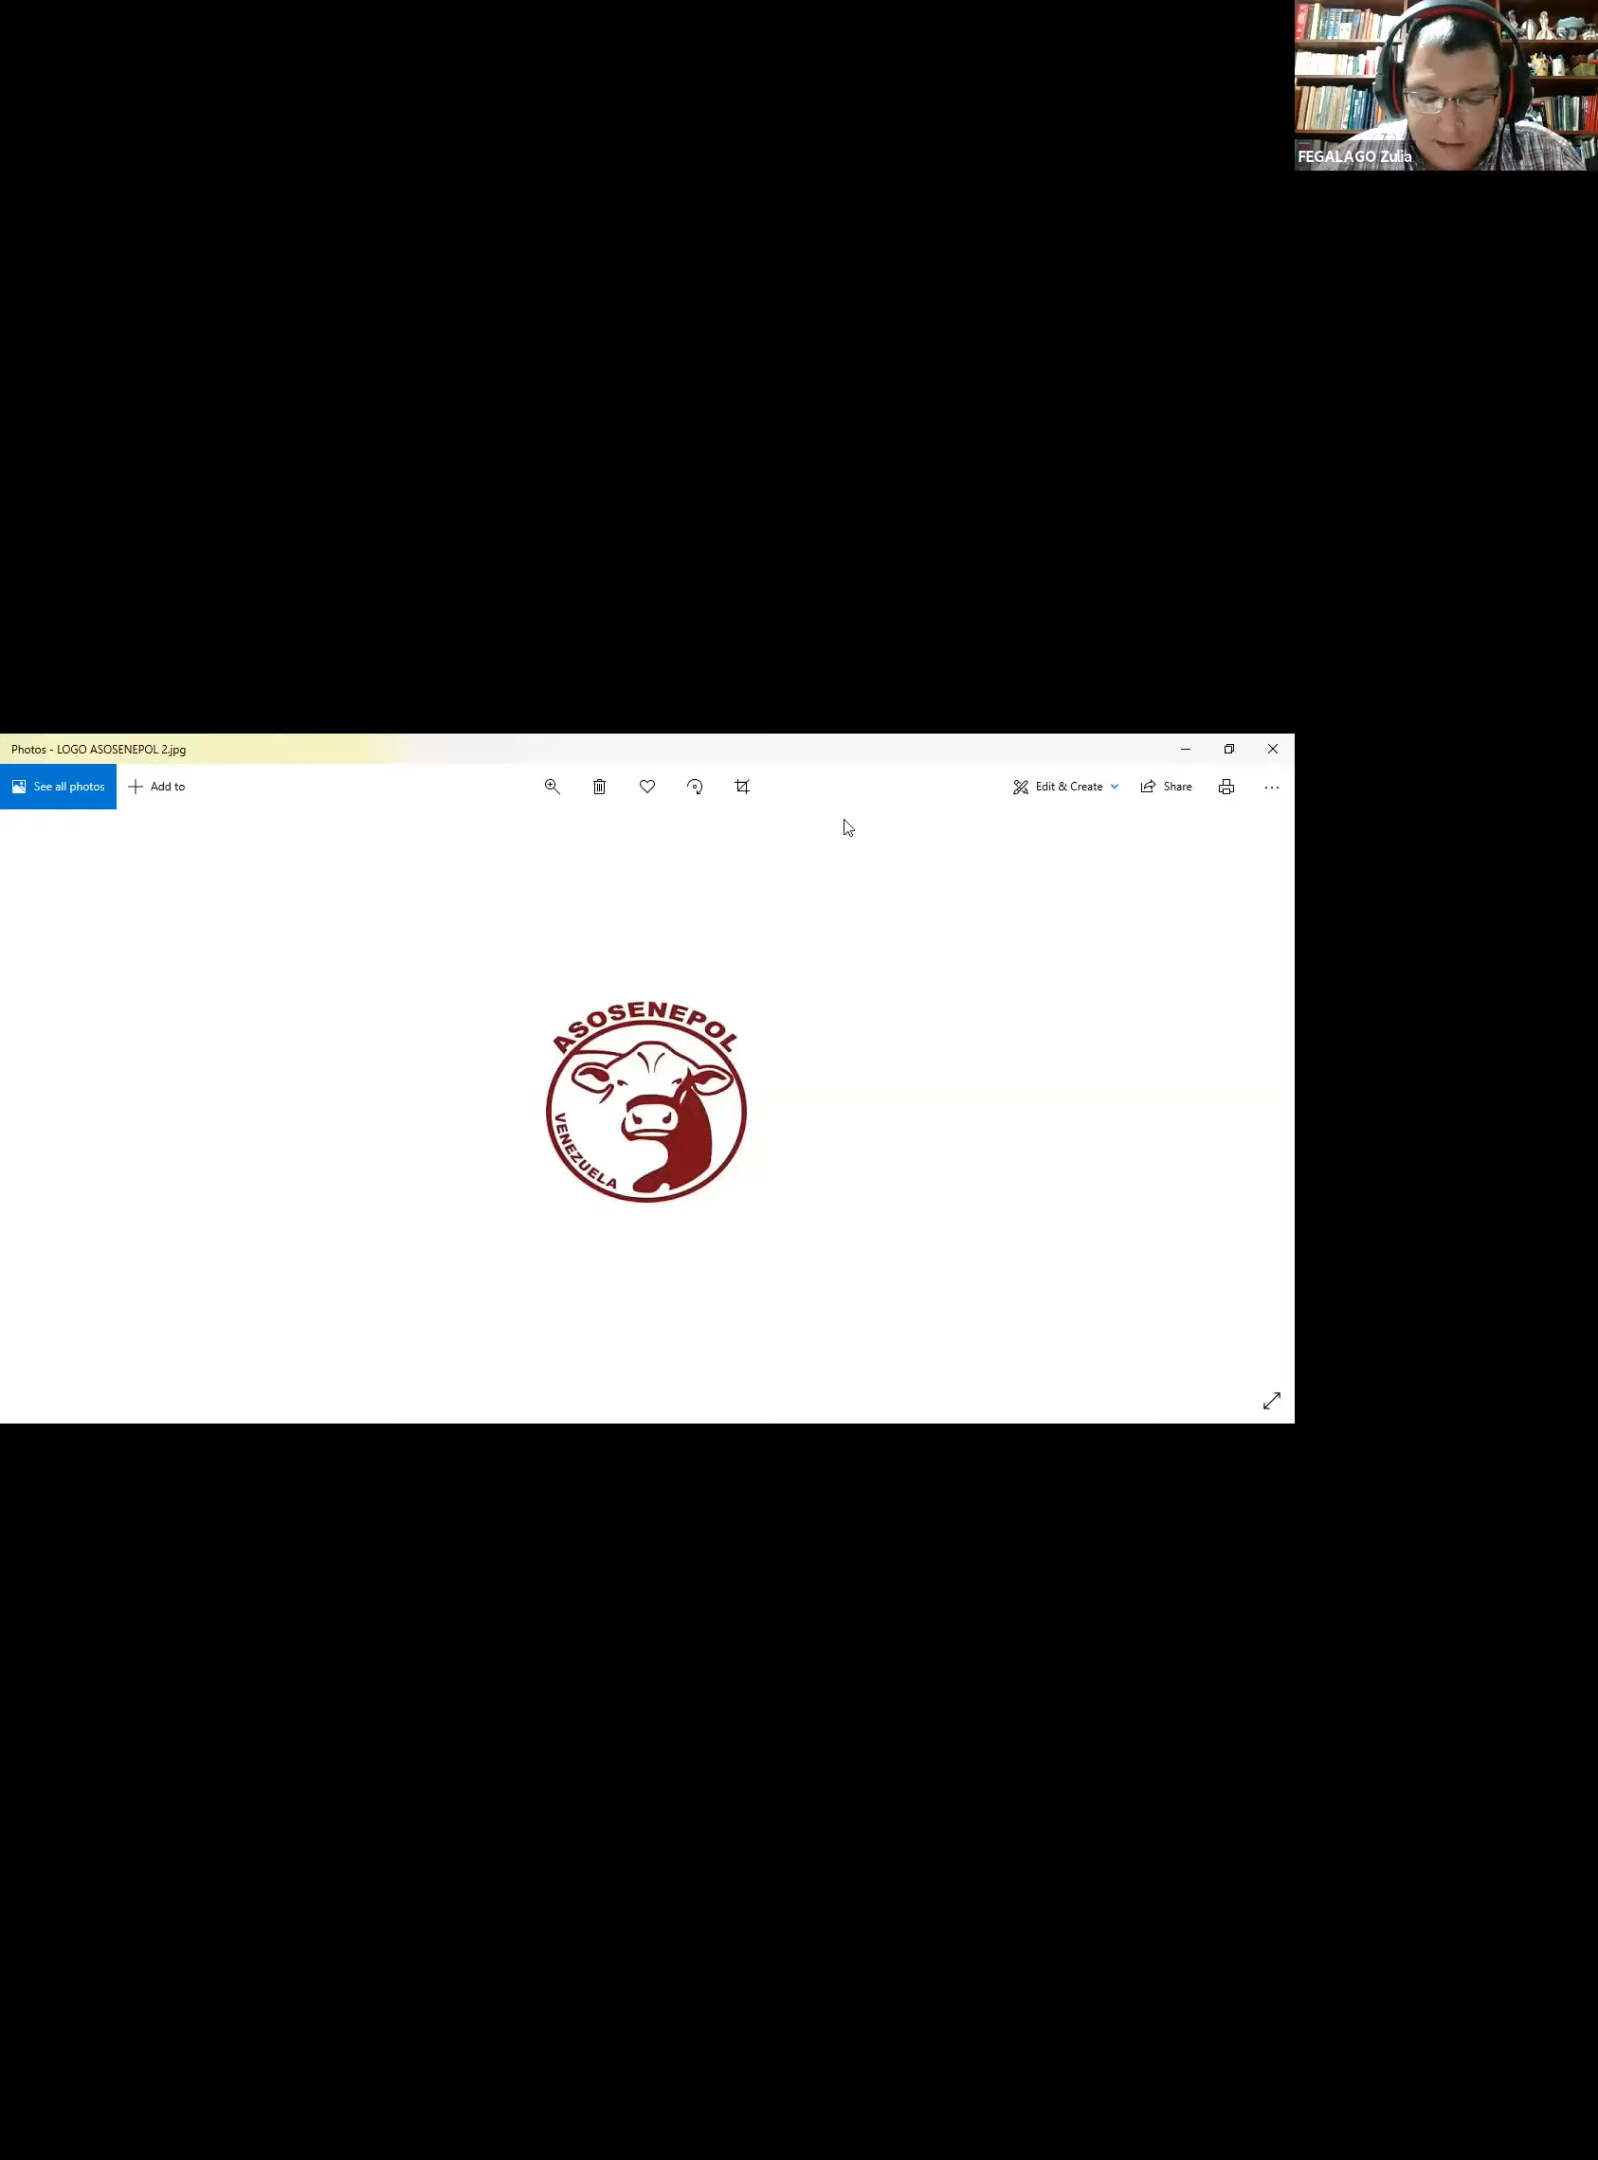 FEGALAGO Zulia
Photos - LOGO ASOSENEPOL 2.jpg
See all photos
Add to
Edit & Create
Share
ASOSENEPOL
VENEZUELA